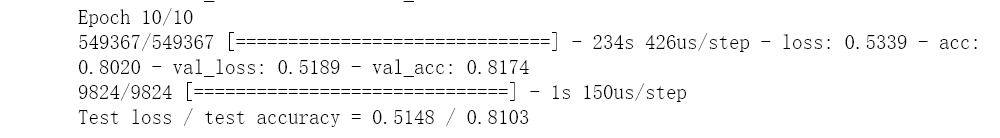 Epoch 10/10
549367/549367 [==============================] - 234s 426us/step - loss: 0.5339 - acc:
0.8020 - val_loss: 0.5189 - val_acc: 0.8174
9824/9824 [==============================] - 1s 150us/step
Test loss / test accuracy = 0.5148 / 0.8103